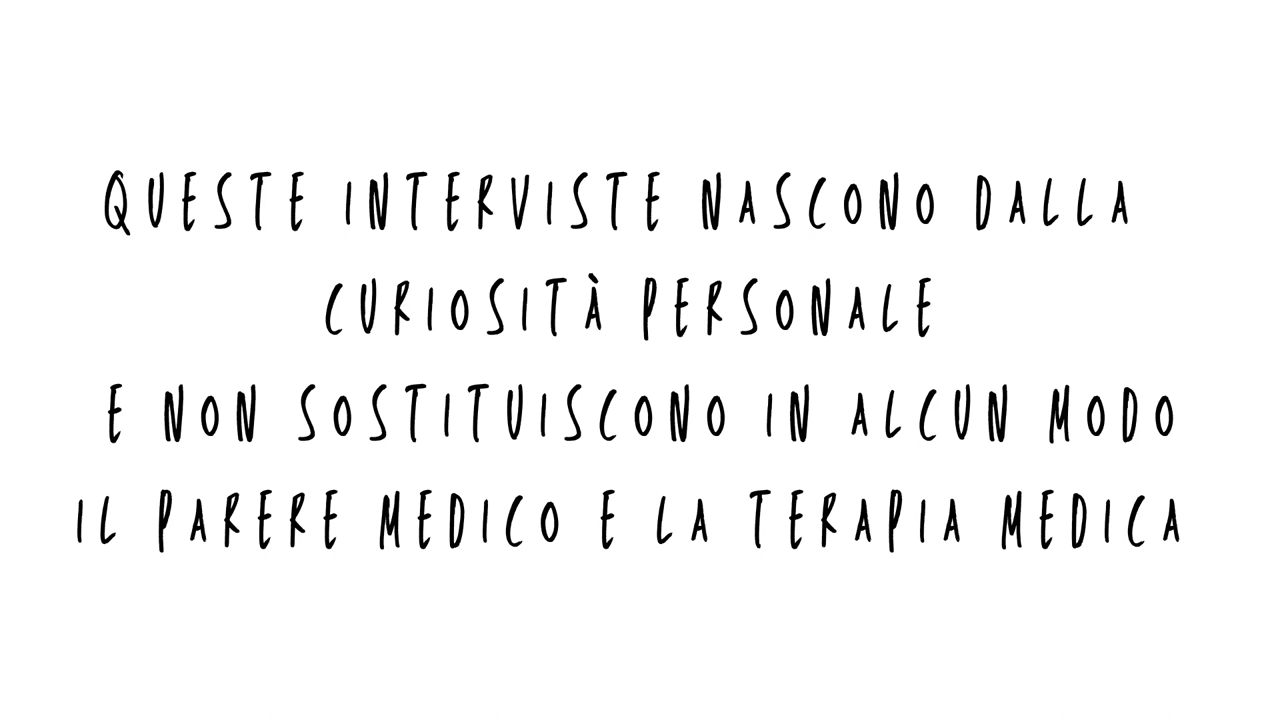 QUESTE INTERVISTE NASCONO DALLA
CURIOSITÀ PERSONALE
E NON SOSTITUISCONO IN ALCUN MODO
IL PARERE MEDICO E LA TERAPIA MEDICA